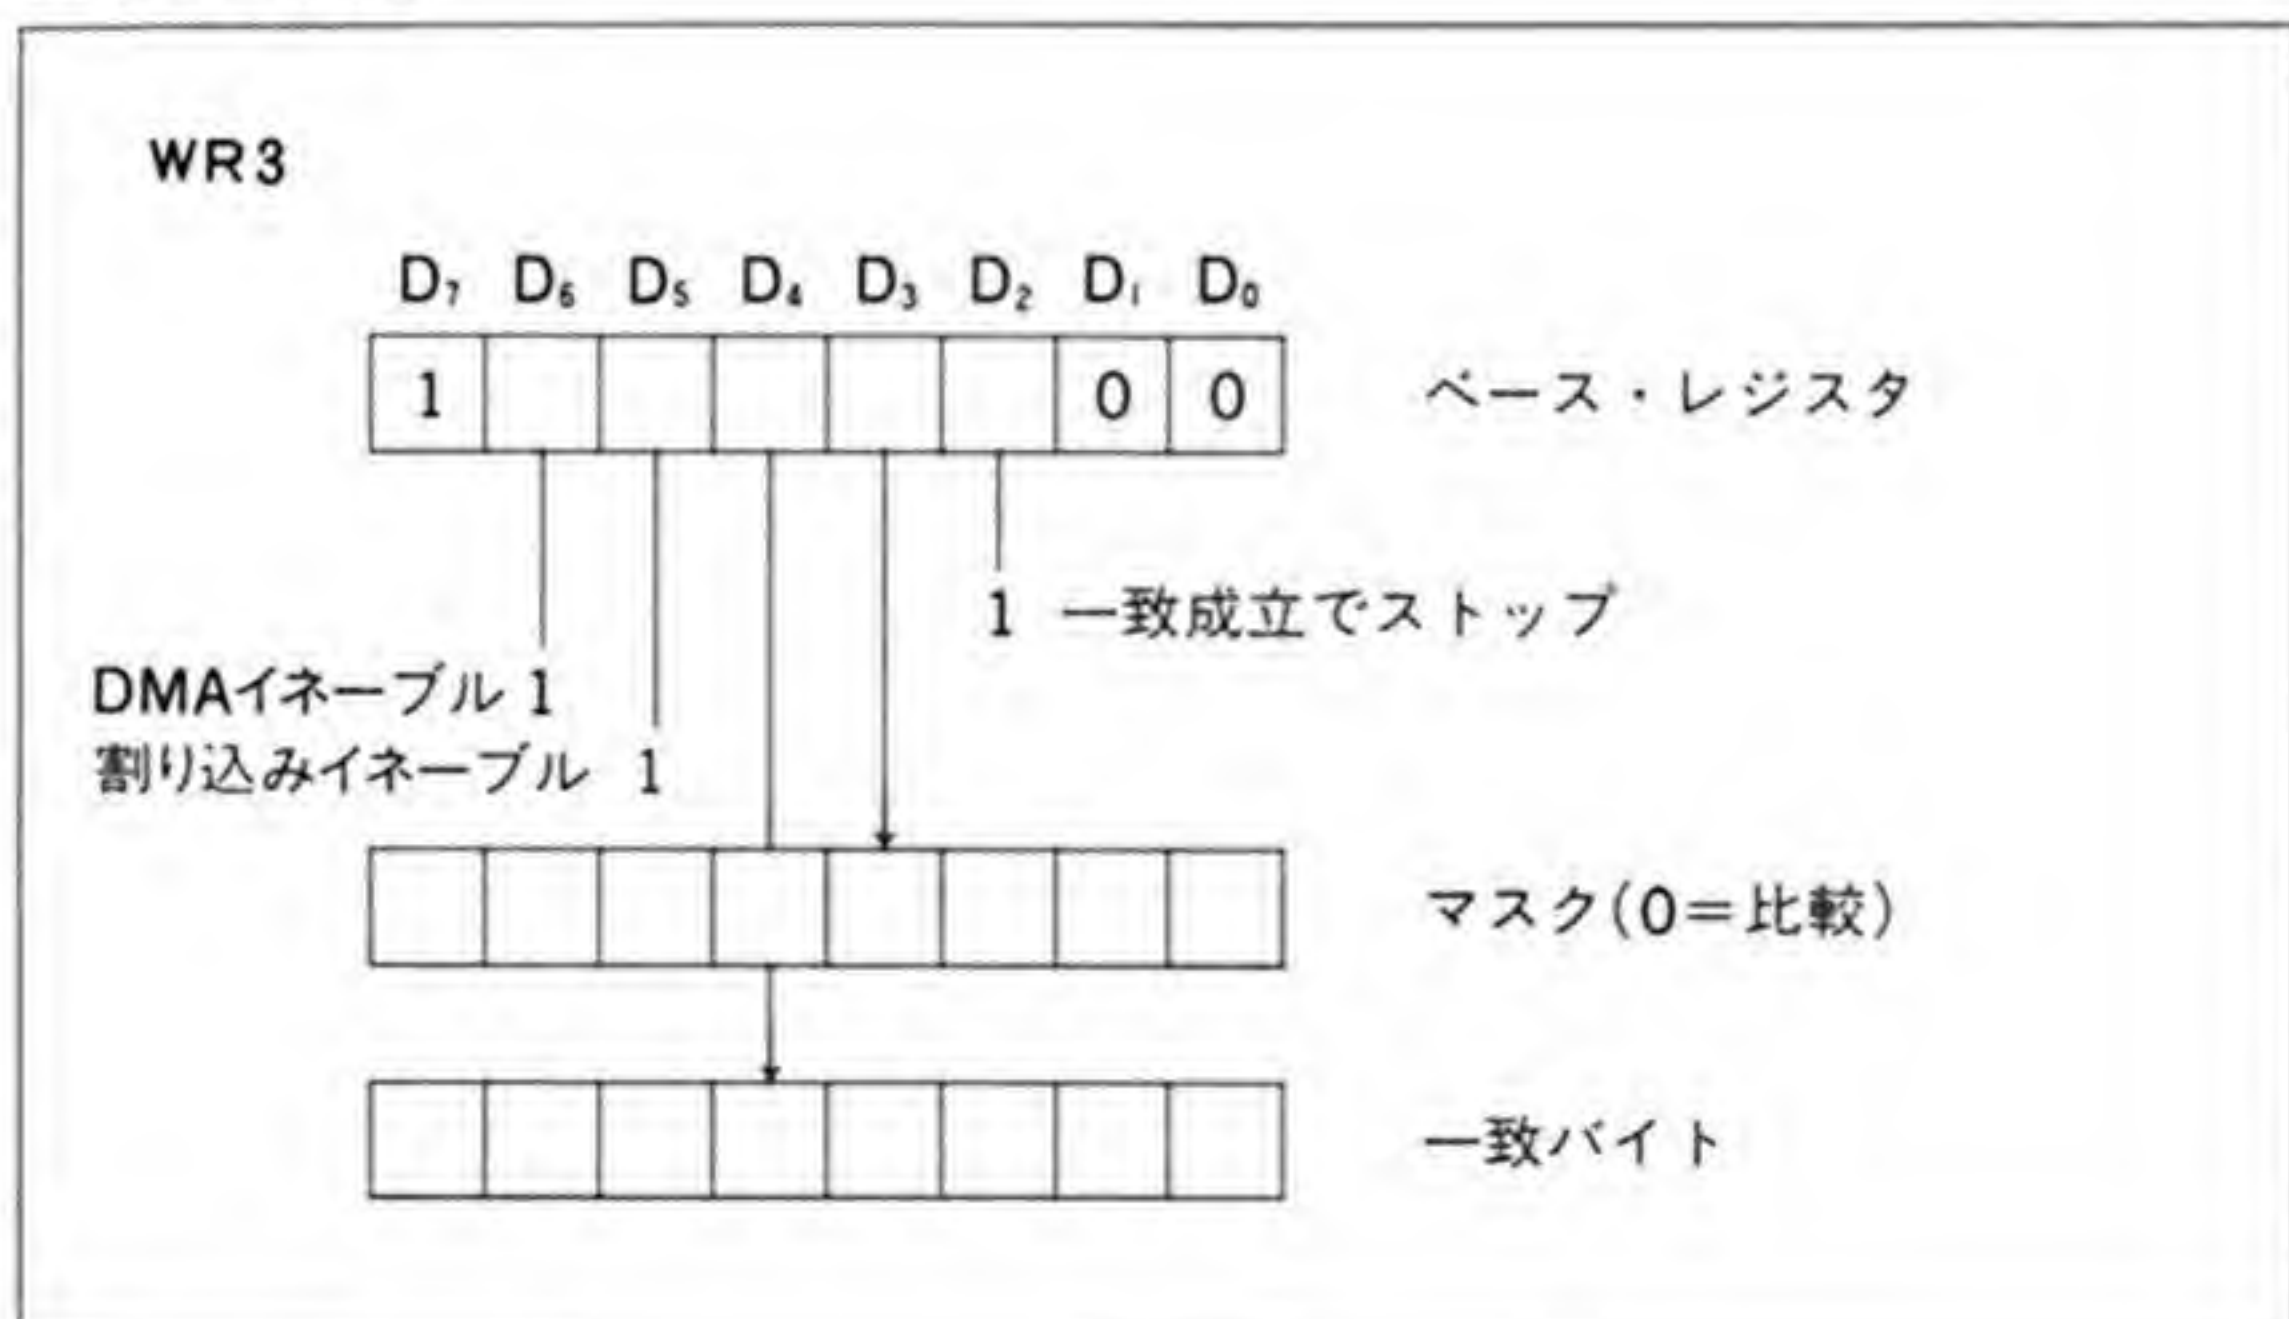 WR3
D₇ D₆ D₅ D₄ D₃ D₂ D₁ D₀
1 0 0 ベース・レジスタ
1 一致成立でストップ
DMAイネーブル 1
割り込みイネーブル 1
マスク(0=比較)
一致バイト